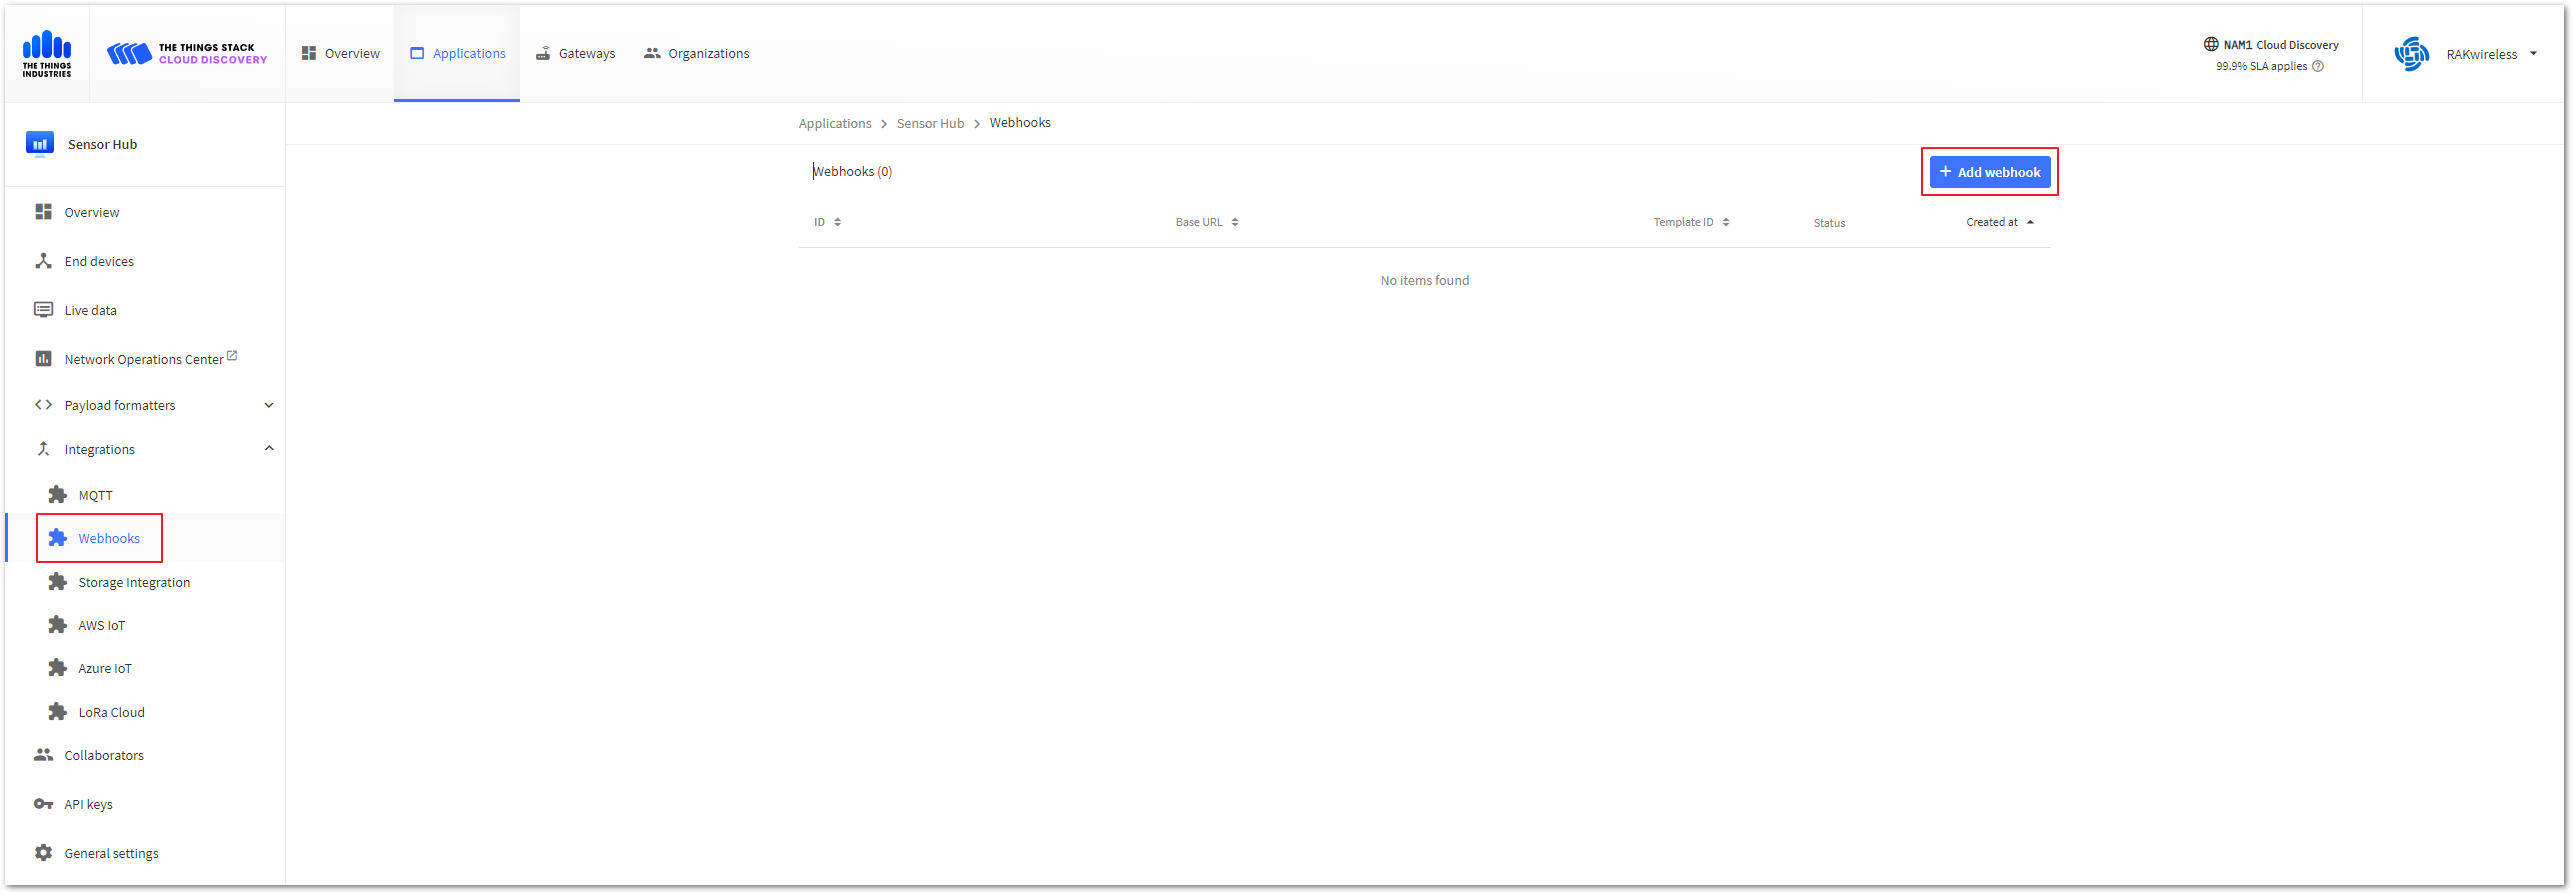 THE THINGS
INDUSTRIES
THE THINGS STACK
CLOUD DISCOVERY
Overview
Applications
Gateways
Organizations
NAM1 Cloud Discovery
99.9% SLA applies
RAKwireless
Sensor Hub
Overview
End devices
Live data
Network Operations Center
Payload formatters
Integrations
MQTT
Webhooks
Storage Integration
AWS IoT
Azure IoT
LoRa Cloud
Collaborators
API keys
General settings
Applications > Sensor Hub > Webhooks
Webhooks (0)
+ Add webhook
ID Base URL Template ID Status Created at
No items found